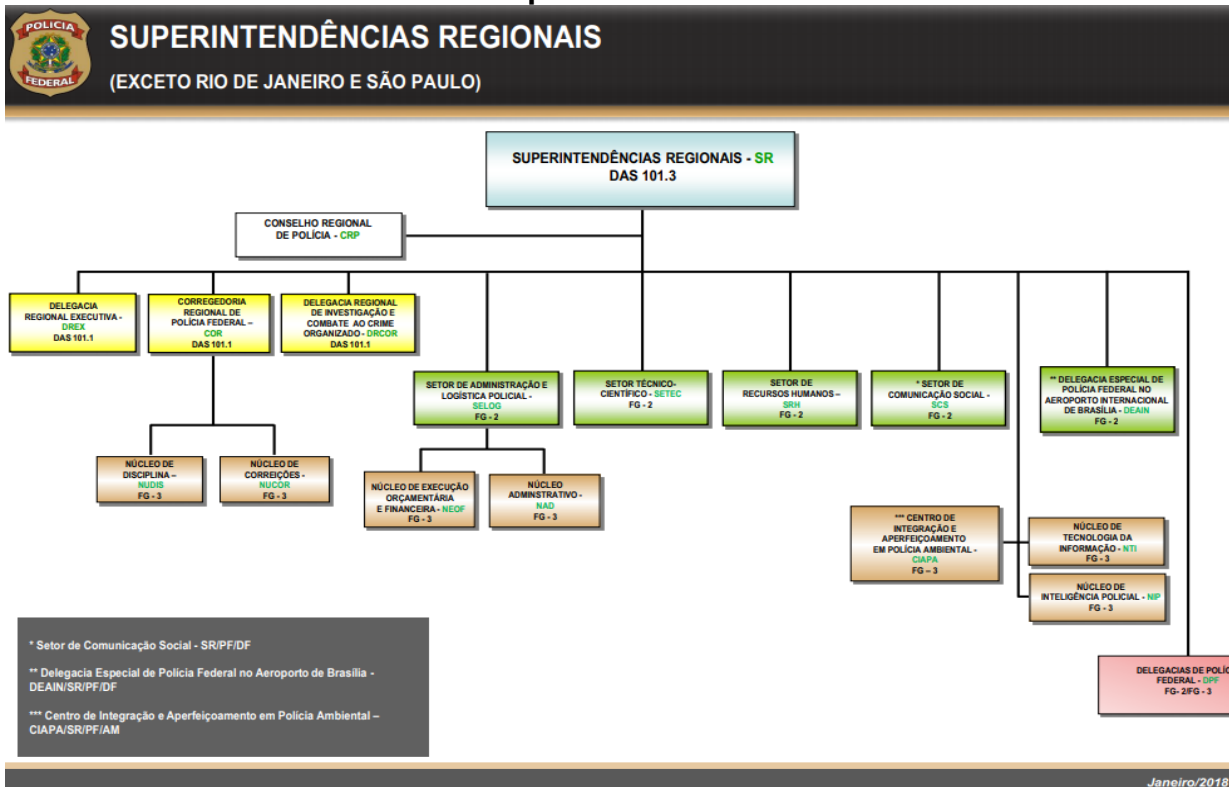 POLICIA
FEDERAL
SUPERINTENDÊNCIAS REGIONAIS
(EXCETO RIO DE JANEIRO E SÃO PAULO)
SUPERINTENDÊNCIAS REGIONAIS - SR
DAS 101.3
CONSELHO REGIONAL
DE POLÍCIA - CRP
DELEGACIA
REGIONAL EXECUTIVA -
DREX
DAS 101.1
CORREGEDORIA
REGIONAL DE
POLÍCIA FEDERAL –
COR
DAS 101.1
DELEGACIA REGIONAL
DE INVESTIGAÇÃO E
COMBATE AO CRIME
ORGANIZADO - DRCOR
DAS 101.1
SETOR DE ADMINISTRAÇÃO E
LOGÍSTICA POLICIAL -
SELOG
FG - 2
SETOR TÉCNICO-
CIENTÍFICO - SETEC
FG - 2
SETOR DE
RECURSOS HUMANOS –
SRH
FG - 2
* SETOR DE
COMUNICAÇÃO SOCIAL -
SCS
FG - 2
** DELEGACIA ESPECIAL DE
POLÍCIA FEDERAL NO
AEROPORTO INTERNACIONAL
DE BRASÍLIA - DEAIN
FG - 2
NÚCLEO DE
DISCIPLINA –
NUDIS
FG - 3
NÚCLEO DE
CORREIÇÕES -
NUCOR
FG - 3
NÚCLEO DE EXECUÇÃO
ORÇAMENTÁRIA
E FINANCEIRA - NEOF
FG - 3
NÚCLEO
ADMINSTRATIVO -
NAD
FG - 3
*** CENTRO DE
INTEGRAÇÃO E
APERFEIÇOAMENTO
EM POLÍCIA AMBIENTAL -
CIAPA
FG – 3
NÚCLEO DE
TECNOLOGIA DA
INFORMAÇÃO - NTI
FG - 3
NÚCLEO DE
INTELIGÊNCIA POLICIAL - NIP
FG - 3
DELEGACIAS DE POLÍC
FEDERAL - DPF
FG- 2/FG - 3
* Setor de Comunicação Social - SR/PF/DF
** Delegacia Especial de Polícia Federal no Aeroporto de Brasília -
DEAIN/SR/PF/DF
*** Centro de Integração e Aperfeiçoamento em Polícia Ambiental –
CIAPA/SR/PF/AM
Janeiro/2018